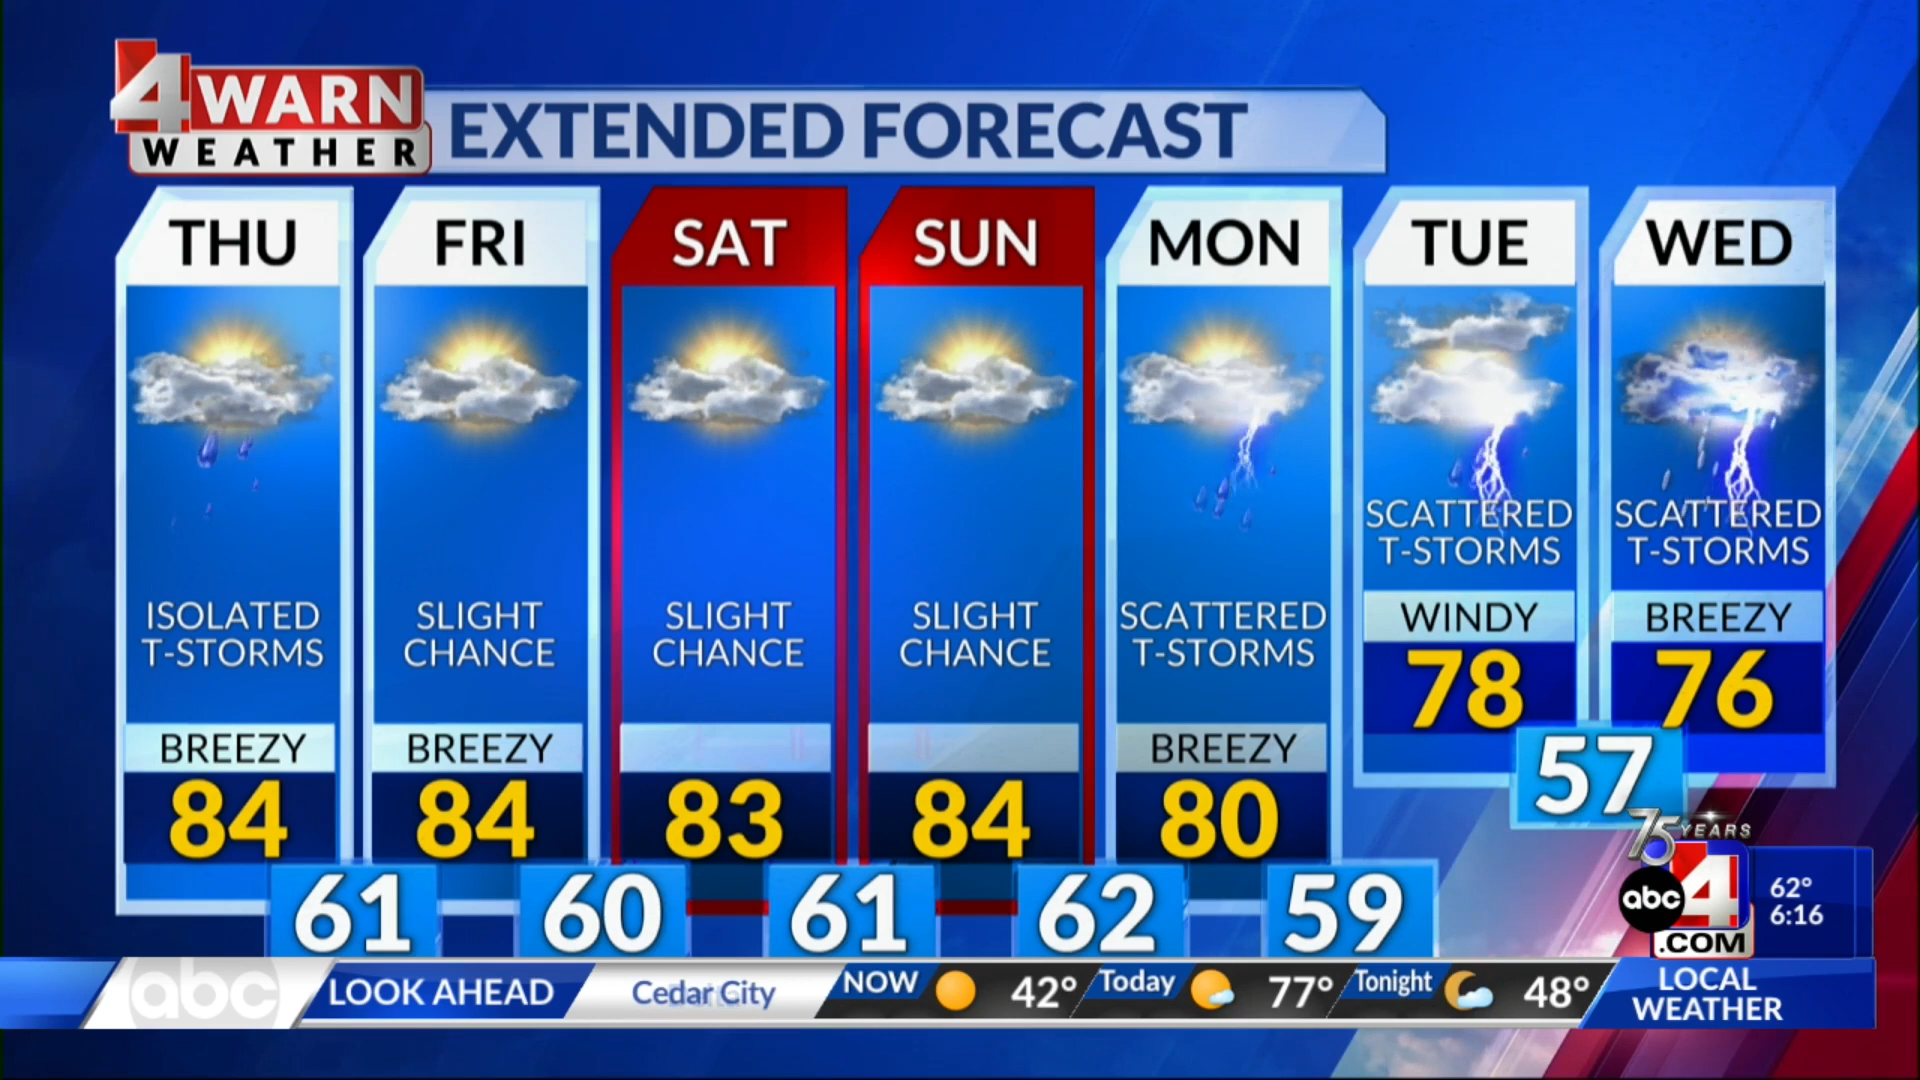 4WARN
WEATHER
EXTENDED FORECAST
THU
ISOLATED
T-STORMS
BREEZY
84
61
FRI
SLIGHT
CHANCE
BREEZY
84
60
SAT
SLIGHT
CHANCE
83
61
SUN
SLIGHT
CHANCE
84
62
MON
SCATTERED
T-STORMS
BREEZY
80
59
TUE
SCATTERED
T-STORMS
WINDY
78
57
WED
SCATTERED
T-STORMS
BREEZY
76
75 YEARS
abc 4
.COM
62°
6:16
abc
LOOK AHEAD
Cedar City
NOW 42°
Today 77°
Tonight 48°
LOCAL
WEATHER